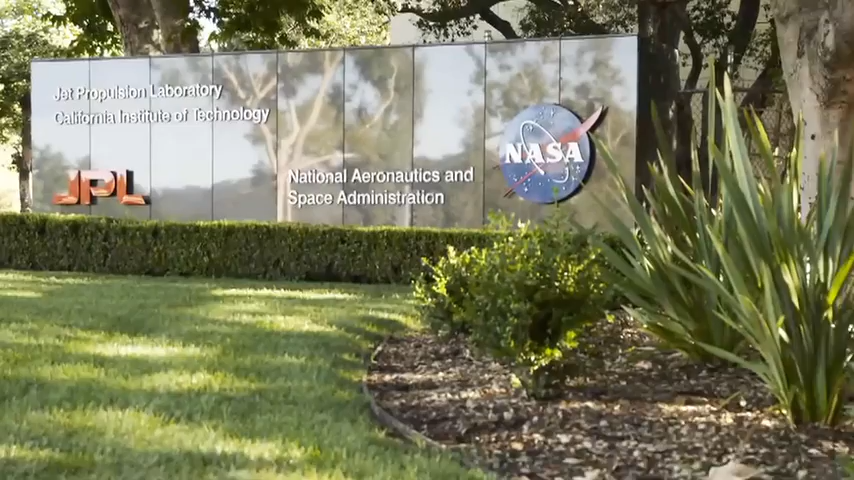 Jet Propulsion Laboratory
California Institute of Technology
JPL
National Aeronautics and
Space Administration
NASA